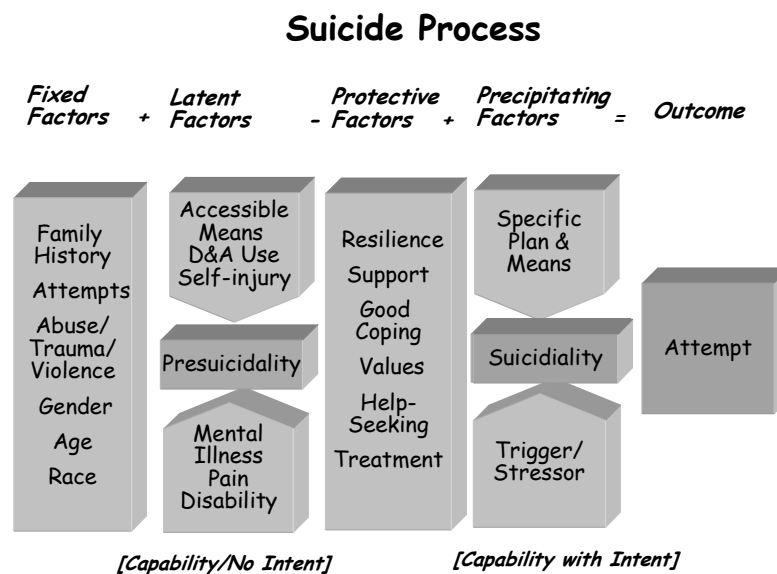 Suicide Process
Fixed
Factors
+
Latent
Factors
-
Protective
Factors
+
Precipitating
Factors
=
Outcome
Family
History
Attempts
Abuse/
Trauma/
Violence
Gender
Age
Race
Accessible
Means
D&A Use
Self-injury
Presuicidality
Mental
Illness
Pain
Disability
Resilience
Support
Good
Coping
Values
Help-
Seeking
Treatment
Specific
Plan &
Means
Suicidiality
Trigger/
Stressor
Attempt
[Capability/No Intent]
[Capability with Intent]